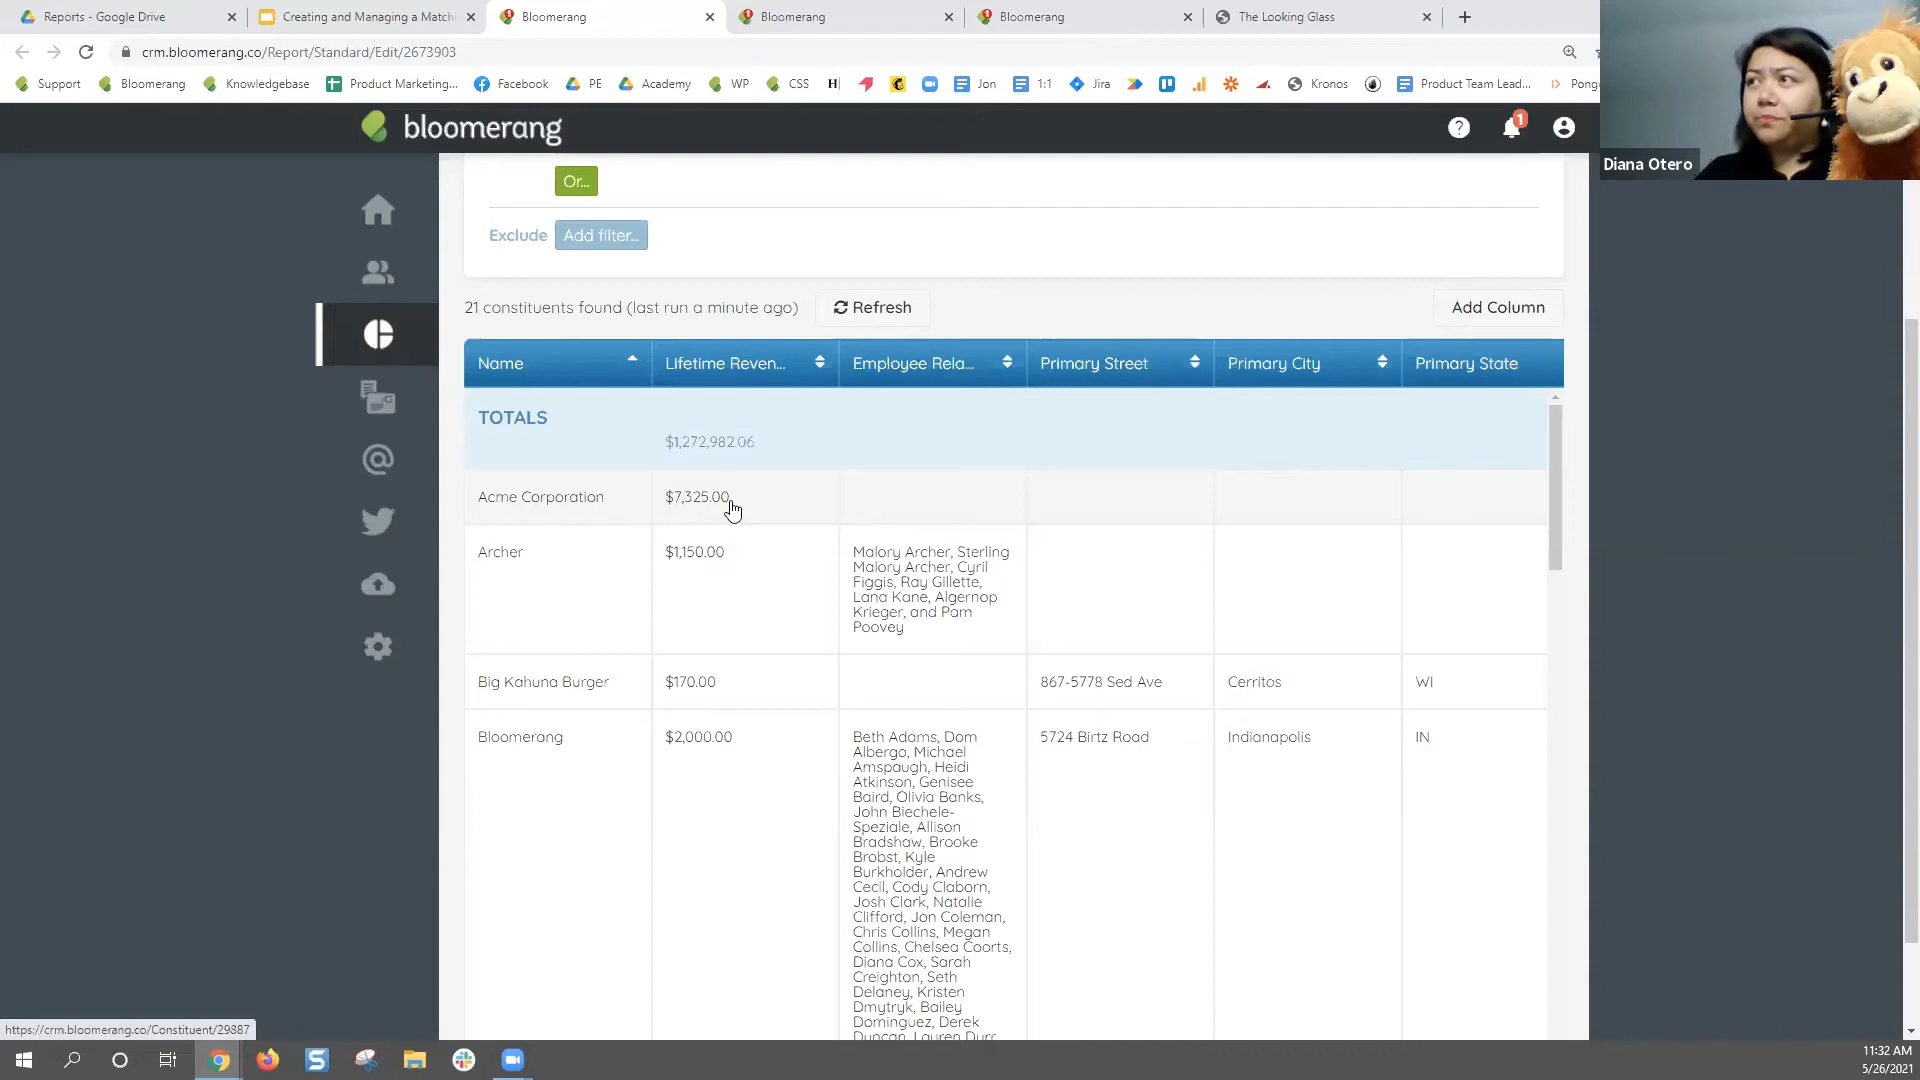 Reports - Google Drive
Creating and Managing a Match
Bloomerang
Bloomerang
Bloomerang
The Looking Glass
crm.bloomerang.co/Report/Standard/Edit/2673903
Support
Bloomerang
Knowledgebase
Product Marketing...
Facebook
PE
Academy
WP
CSS
H
Jon
1:1
Jira
Kronos
Product Team Lead...
Pong
bloomerang
1
Diana Otero
Or...
Exclude
Add filter...
21 constituents found (last run a minute ago)
Refresh
Add Column
Name
Lifetime Reven...
Employee Rela...
Primary Street
Primary City
Primary State
TOTALS
$1,272,982.06
Acme Corporation
$7,325.00
Archer
$1,150.00
Malory Archer, Sterling
Malory Archer, Cyril
Figgis, Ray Gillette,
Lana Kane, Algernop
Krieger, and Pam
Poovey
Big Kahuna Burger
$170.00
867-5778 Sed Ave
Cerritos
WI
Bloomerang
$2,000.00
Beth Adams, Dom
Albergo, Michael
Amspaugh, Heidi
Atkinson, Genisee
Baird, Olivia Banks,
John Biechele-
Speziale, Allison
Bradshaw, Brooke
Brobst, Kyle
Burkholder, Andrew
Cecil, Cody Claborn,
Josh Clark, Natalie
Clifford, Jon Coleman,
Chris Collins, Megan
Collins, Chelsea Coorts,
Diana Cox, Sarah
Creighton, Seth
Delaney, Kristen
Dmytryk, Bailey
Dominguez, Derek
Duncan, Lauren Durr
5724 Birtz Road
Indianapolis
IN
https://crm.bloomerang.co/Constituent/29887
11:32 AM
5/26/2021